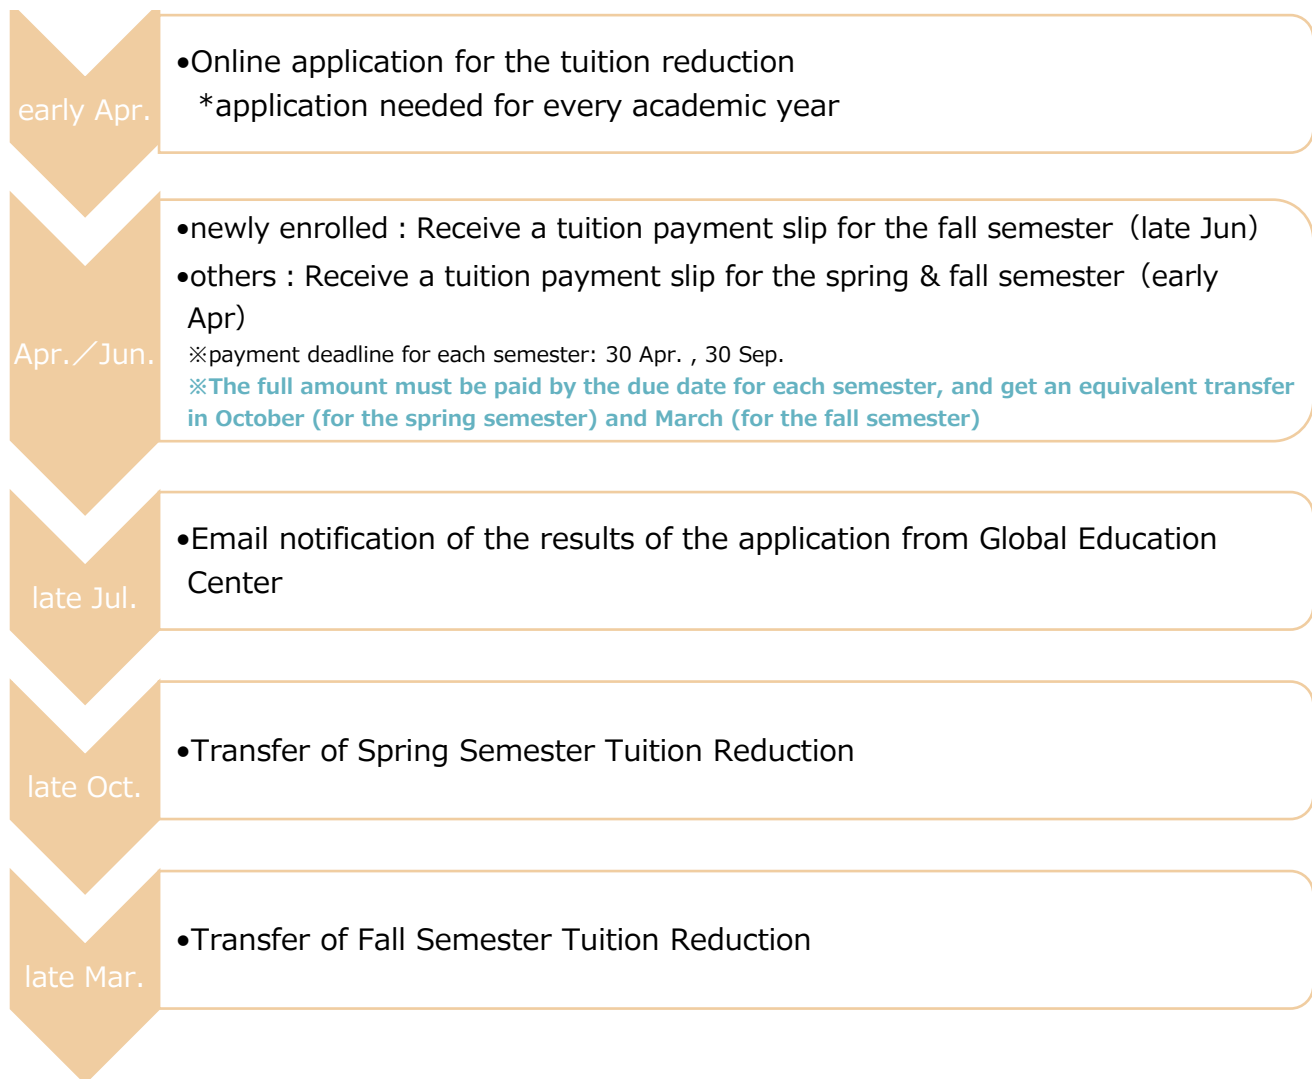 early Apr.
•Online application for the tuition reduction
*application needed for every academic year
Apr.／Jun.
•newly enrolled : Receive a tuition payment slip for the fall semester（late Jun）
•others : Receive a tuition payment slip for the spring & fall semester（early
Apr）
※payment deadline for each semester: 30 Apr. , 30 Sep.
※The full amount must be paid by the due date for each semester, and get an equivalent transfer
in October (for the spring semester) and March (for the fall semester)
late Jul.
•Email notification of the results of the application from Global Education
Center
late Oct.
•Transfer of Spring Semester Tuition Reduction
late Mar.
•Transfer of Fall Semester Tuition Reduction